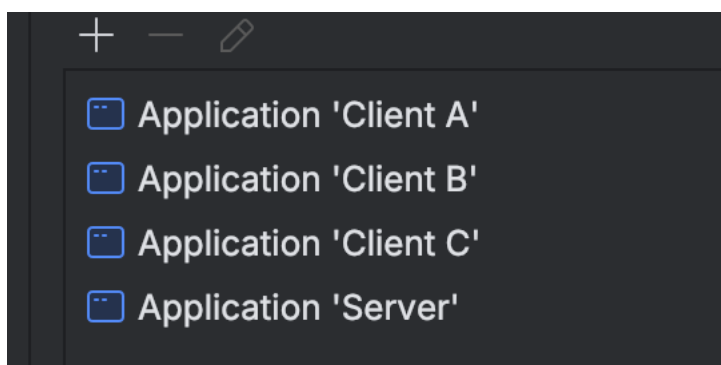 Application 'Client A'
Application 'Client B'
Application 'Client C'
Application 'Server'